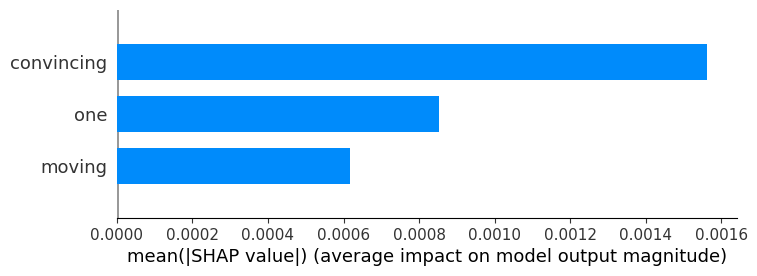 convincing
one
moving
0.0000 0.0002 0.0004 0.0006 0.0008 0.0010 0.0012 0.0014 0.0016
mean(|SHAP value|) (average impact on model output magnitude)